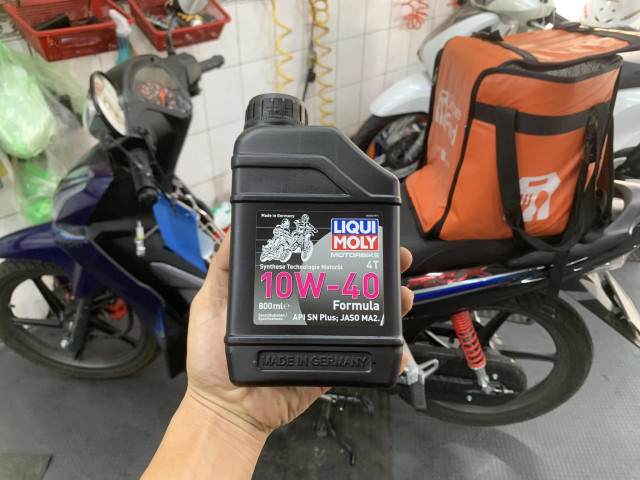 Made in Germany
LIQUI
MOLY
MOTORBIKE
4T
Synthese Technologie Motoröl
10W-40
800ml e
Formula
API SN Plus; JASO MA2.
MADE IN GERMANY